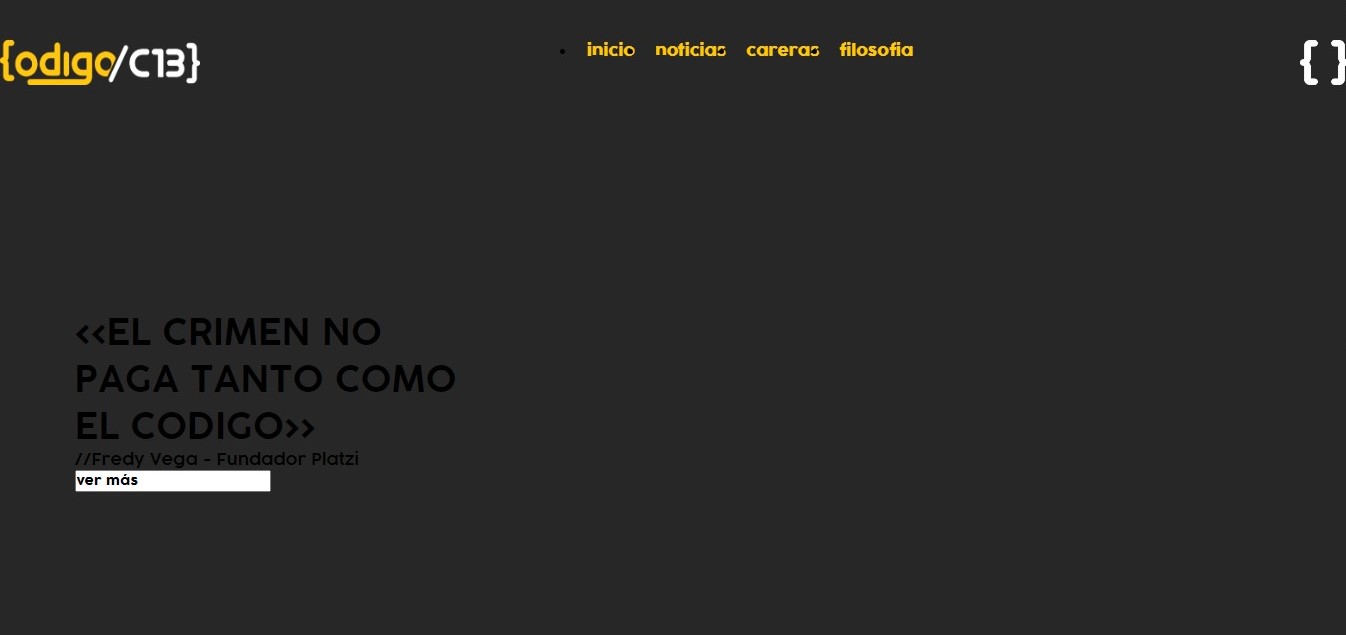 {odigo/C13}
inicio noticias careras filosofia
{ }
<<EL CRIMEN NO
PAGA TANTO COMO
EL CODIGO>>
//Fredy Vega - Fundador Platzi
ver más